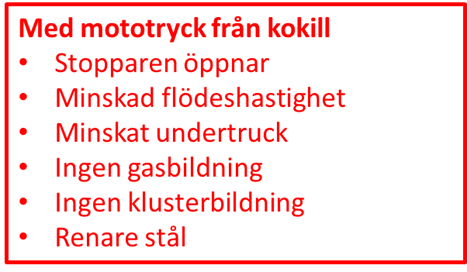 Med mototryck från kokill
• Stopparen öppnar
• Minskad flödeshastighet
• Minskat undertruck
• Ingen gasbildning
• Ingen klusterbildning
• Renare stål